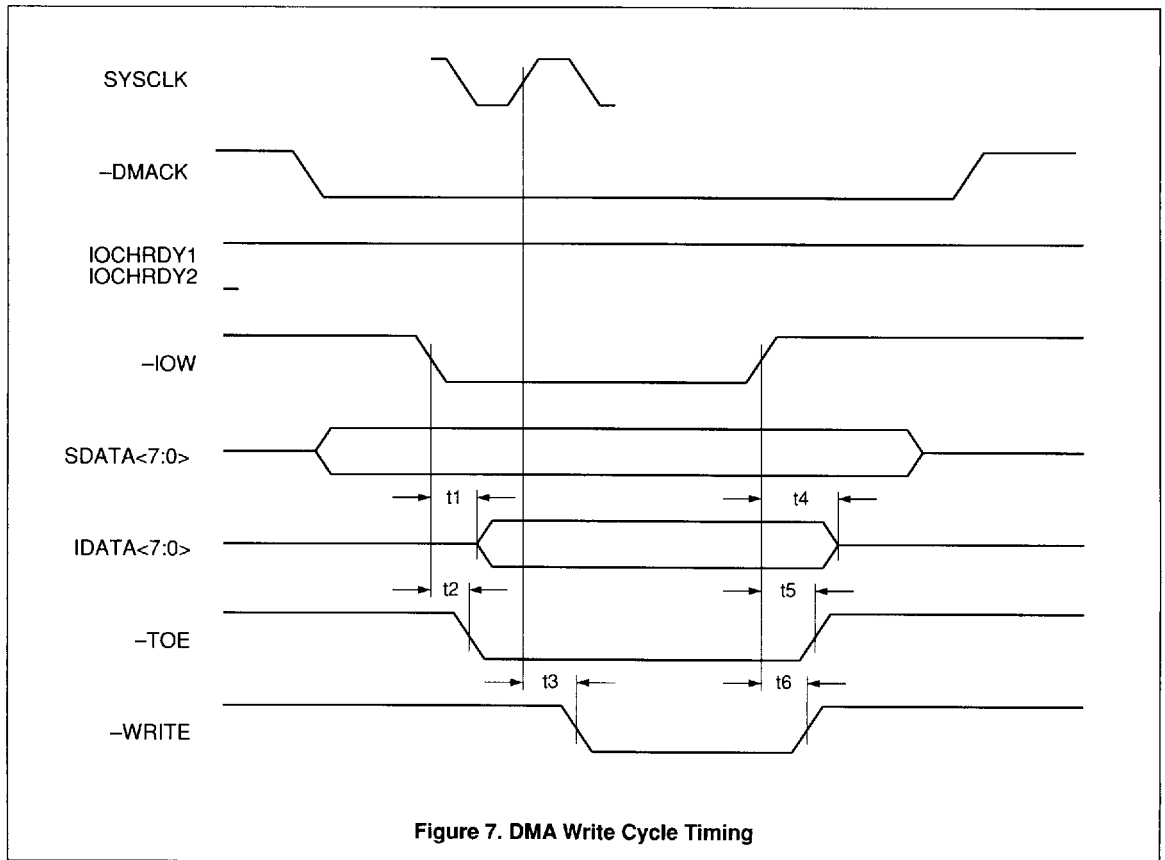 SYSCLK
–DMACK
IOCHRDY1
IOCHRDY2
–IOW
SDATA<7:0>
t1
t4
IDATA<7:0>
t2
t5
–TOE
t3
t6
–WRITE
Figure 7. DMA Write Cycle Timing